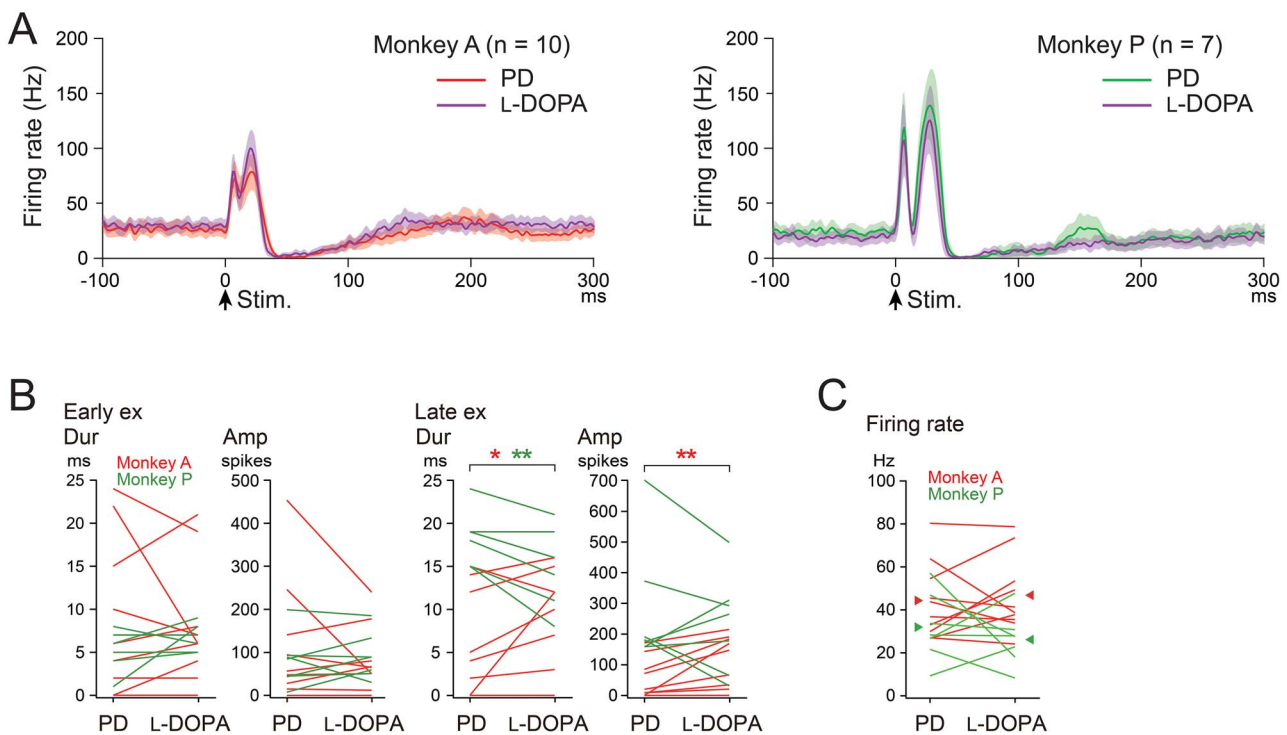 A
Monkey A (n = 10)
PD
L-DOPA
Firing rate (Hz)
200
150
100
50
0
-100
0
100
200
300
ms
Stim.
Monkey P (n = 7)
PD
L-DOPA
Firing rate (Hz)
200
150
100
50
0
-100
0
100
200
300
ms
Stim.
B
Early ex
Dur
ms
Monkey A
Monkey P
25
20
15
10
5
0
PD L-DOPA
Amp
spikes
500
400
300
200
100
0
PD L-DOPA
Late ex
Dur
ms
* **
25
20
15
10
5
0
PD L-DOPA
Amp
spikes
**
700
600
500
400
300
200
100
0
PD L-DOPA
C
Firing rate
Hz
Monkey A
Monkey P
100
80
60
40
20
0
PD L-DOPA